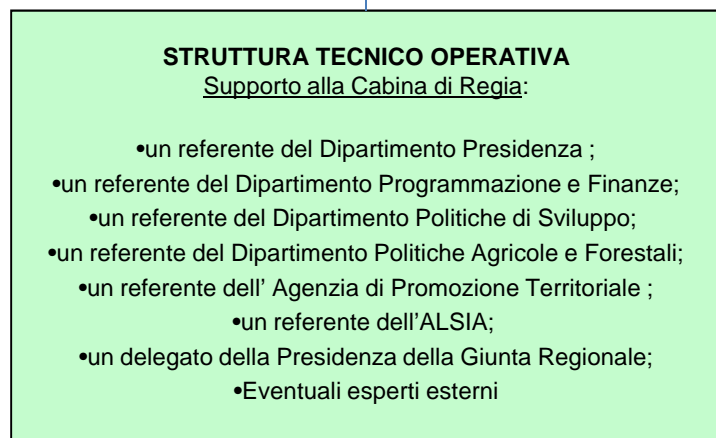 STRUTTURA TECNICO OPERATIVA
Supporto alla Cabina di Regia:
•un referente del Dipartimento Presidenza ;
•un referente del Dipartimento Programmazione e Finanze;
•un referente del Dipartimento Politiche di Sviluppo;
•un referente del Dipartimento Politiche Agricole e Forestali;
•un referente dell' Agenzia di Promozione Territoriale ;
•un referente dell'ALSIA;
•un delegato della Presidenza della Giunta Regionale;
•Eventuali esperti esterni